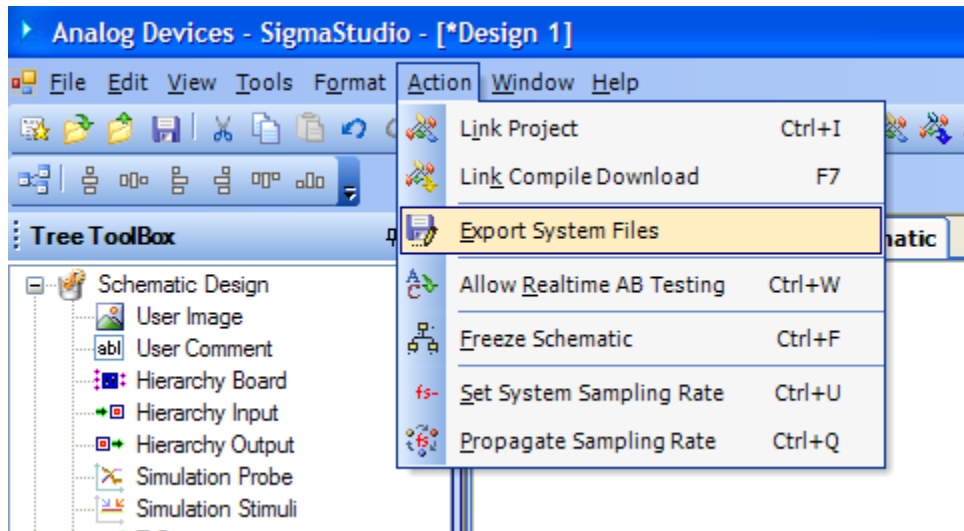 Analog Devices - SigmaStudio - [*Design 1]
File Edit View Tools Format Action Window Help
Link Project Ctrl+I
Link Compile Download F7
Export System Files
Tree ToolBox
Allow Realtime AB Testing Ctrl+W
Schematic Design
User Image
Freeze Schematic Ctrl+F
abl User Comment
Hierarchy Board
fs- Set System Sampling Rate Ctrl+U
Hierarchy Input
Hierarchy Output
fs Propagate Sampling Rate Ctrl+Q
Simulation Probe
Simulation Stimuli